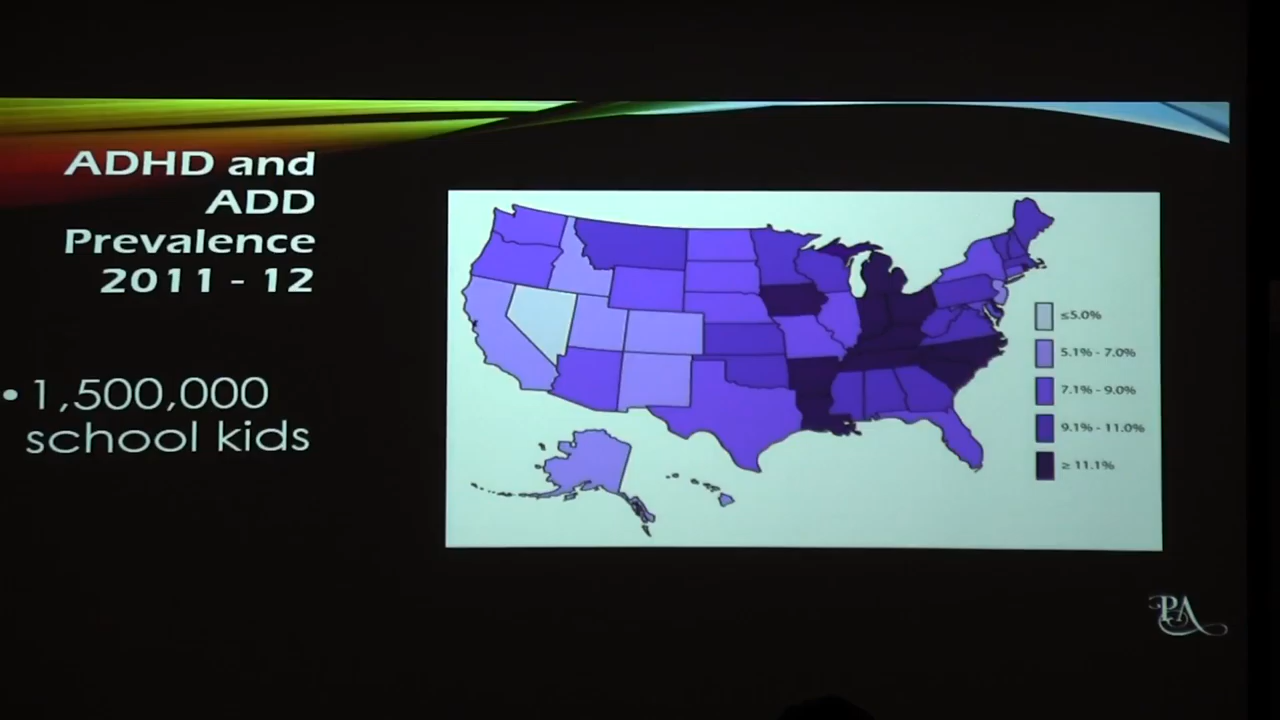 ADHD and
ADD
Prevalence
2011 - 12
• 1,500,000
school kids
≤5.0%
5.1% - 7.0%
7.1% - 9.0%
9.1% - 11.0%
≥ 11.1%
PA